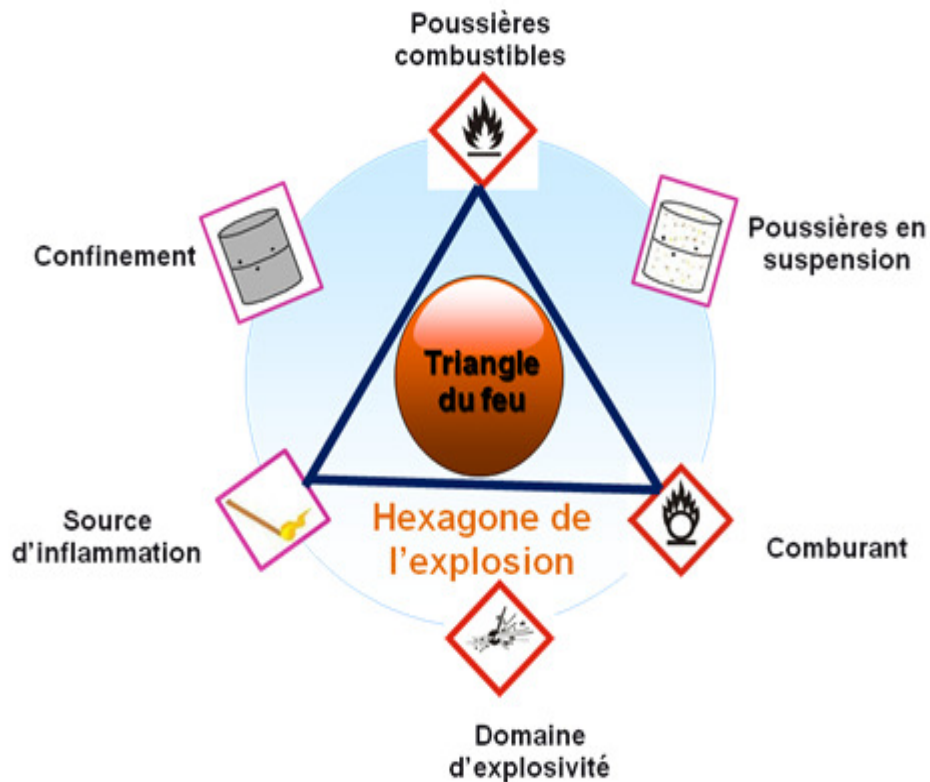 Poussières
combustibles
Confinement
Poussières en
suspension
Triangle
du feu
Source
d'inflammation
Hexagone de
l'explosion
Comburant
Domaine
d'explosivité